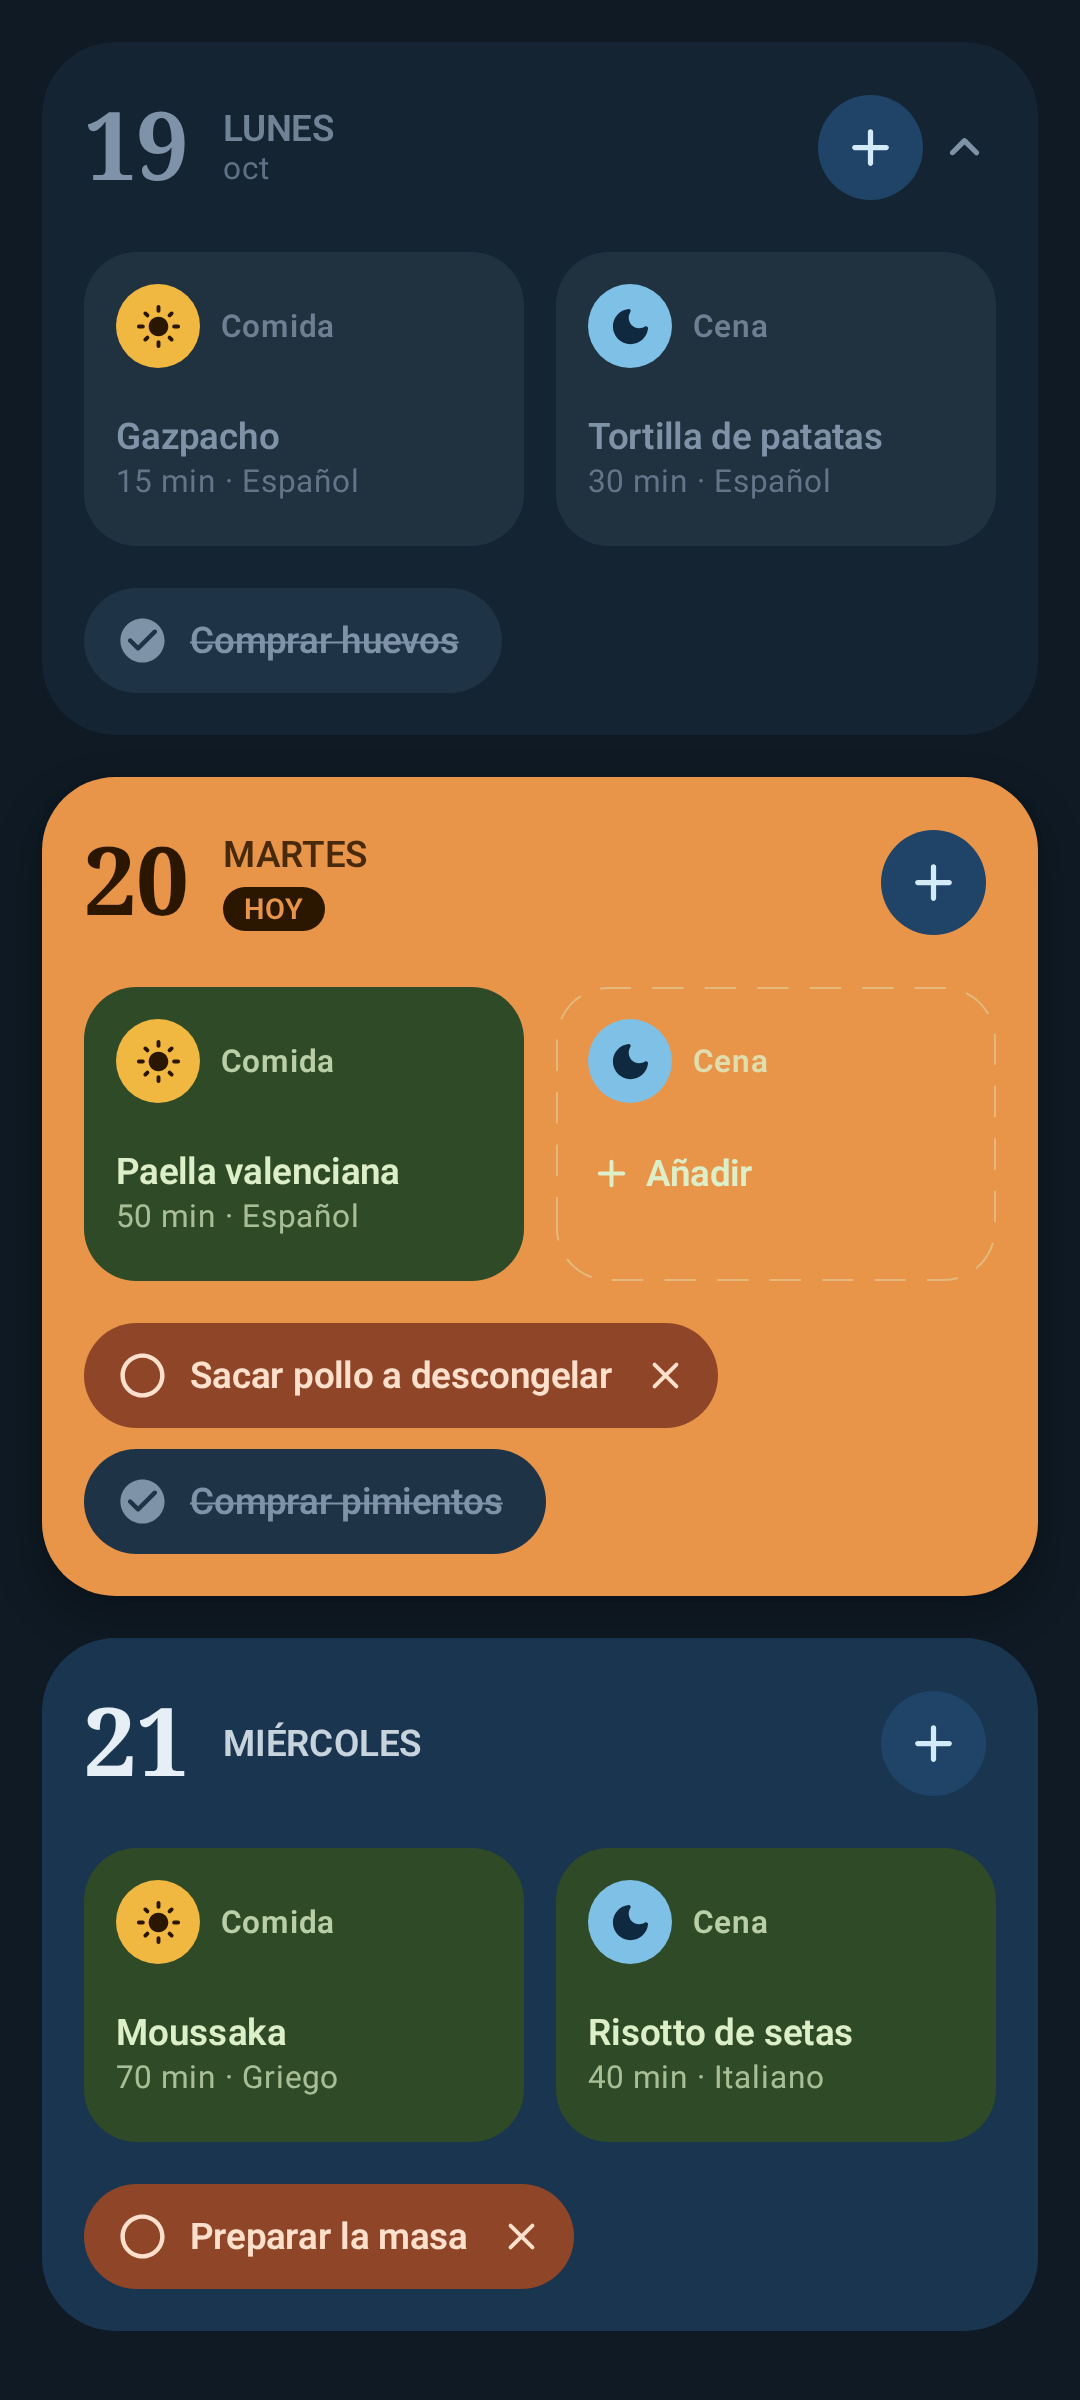 19
LUNES
oct
Comida
Cena
Gazpacho
15 min · Español
Tortilla de patatas
30 min · Español
Comprar huevos
20
MARTES
HOY
Comida
Cena
Paella valenciana
50 min · Español
Añadir
Sacar pollo a descongelar
Comprar pimientos
21
MIÉRCOLES
Comida
Cena
Moussaka
70 min · Griego
Risotto de setas
40 min · Italiano
Preparar la masa